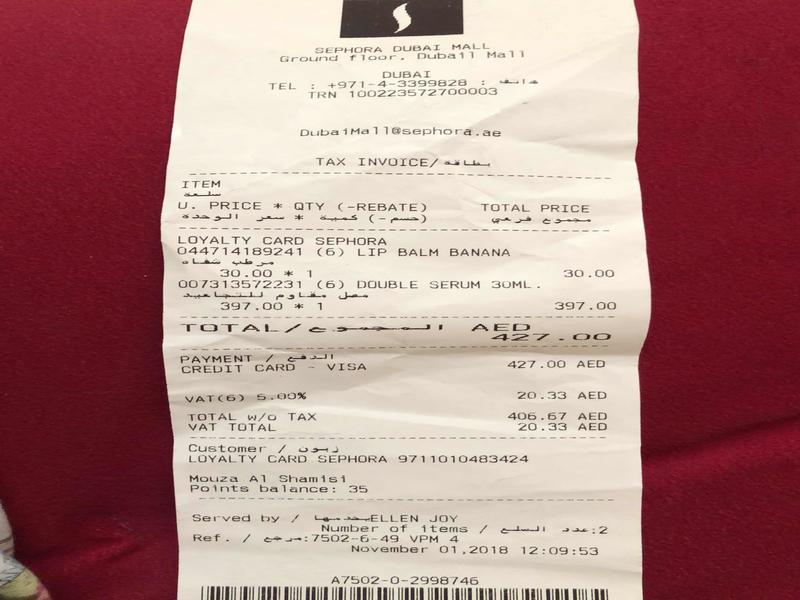 SEPHORA DUBAI MALL
Ground floor, Dubail Mall
DUBAI
TEL : +971-4-3399828 : هاتف
TRN 100223572700003
DubaiMall@sephora.ae
TAX INVOICE/بطاقة
ITEM
سلعة
U. PRICE * QTY (-REBATE) TOTAL PRICE
(حسم-) كمية * سعر الوحدة مجموع فرعي
LOYALTY CARD SEPHORA
044714189241 (6) LIP BALM BANANA
مرطب شفاه
30.00 * 1 30.00
007313572231 (6) DOUBLE SERUM 30ML.
مصل مقاوم للتجاعيد
397.00 * 1 397.00
TOTAL/المجموع AED
427.00
PAYMENT / الدفع
CREDIT CARD - VISA 427.00 AED
VAT(6) 5.00% 20.33 AED
TOTAL w/o TAX 406.67 AED
VAT TOTAL 20.33 AED
Customer / زبون
LOYALTY CARD SEPHORA 9711010483424
Mouza Al Shamisi
Points balance: 35
Served by / يخدمها ELLEN JOY
Number of items / عدد السلع:2
Ref. / مرجع:7502-6-49 VPM 4
November 01,2018 12:09:53
A7502-0-2998746